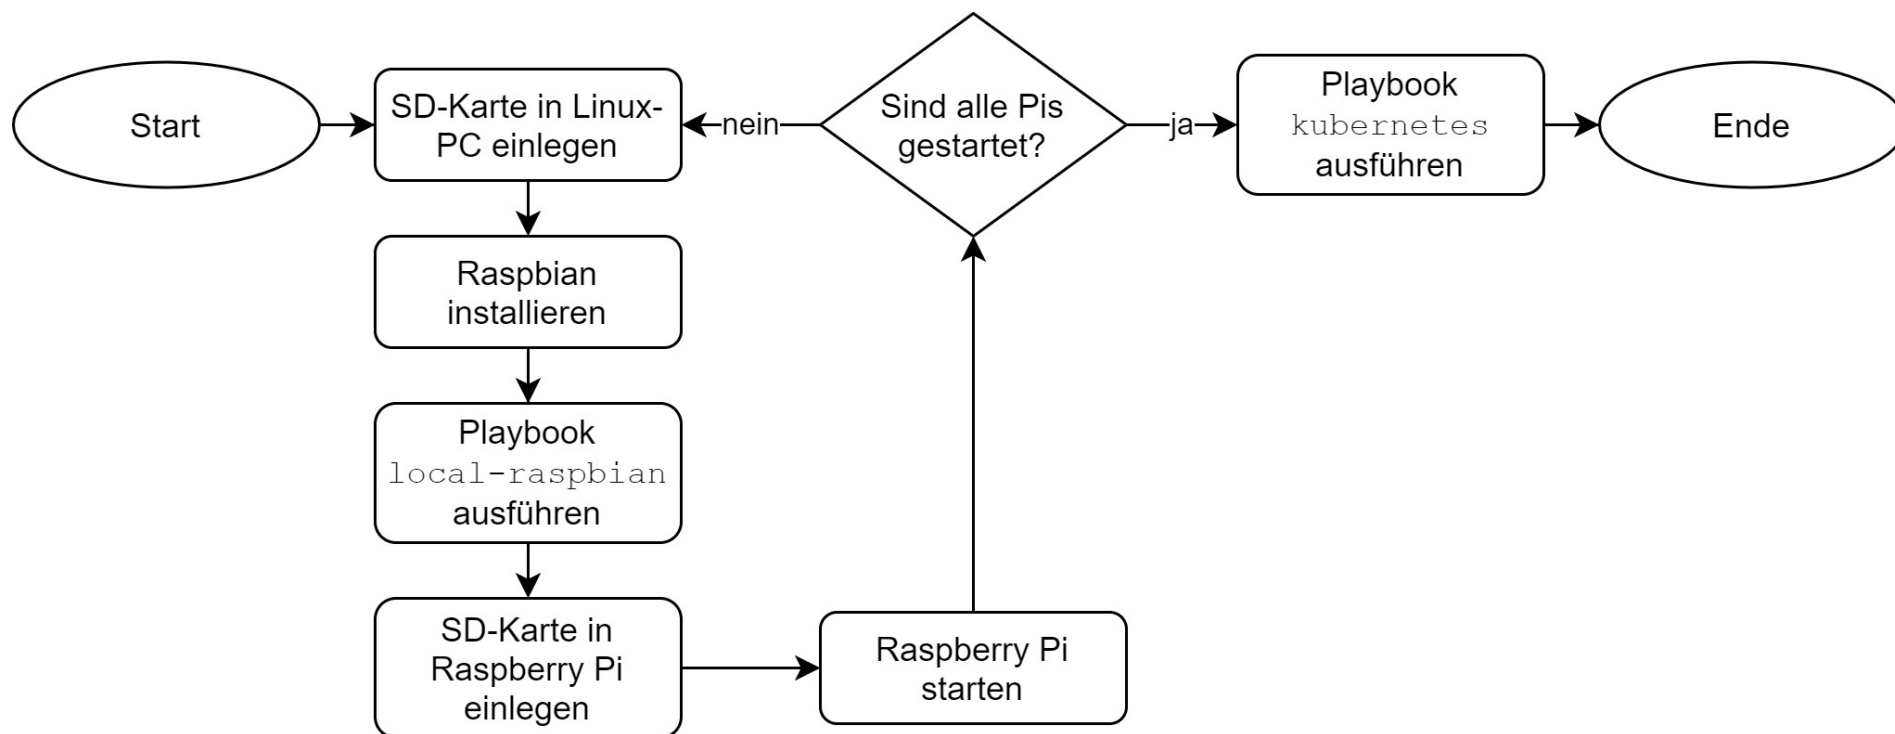 Start
SD-Karte in Linux-
PC einlegen
Raspbian
installieren
Playbook
local-raspbian
ausführen
SD-Karte in
Raspberry Pi
einlegen
Raspberry Pi
starten
Sind alle Pis
gestartet?
nein
ja
Playbook
kubernetes
ausführen
Ende